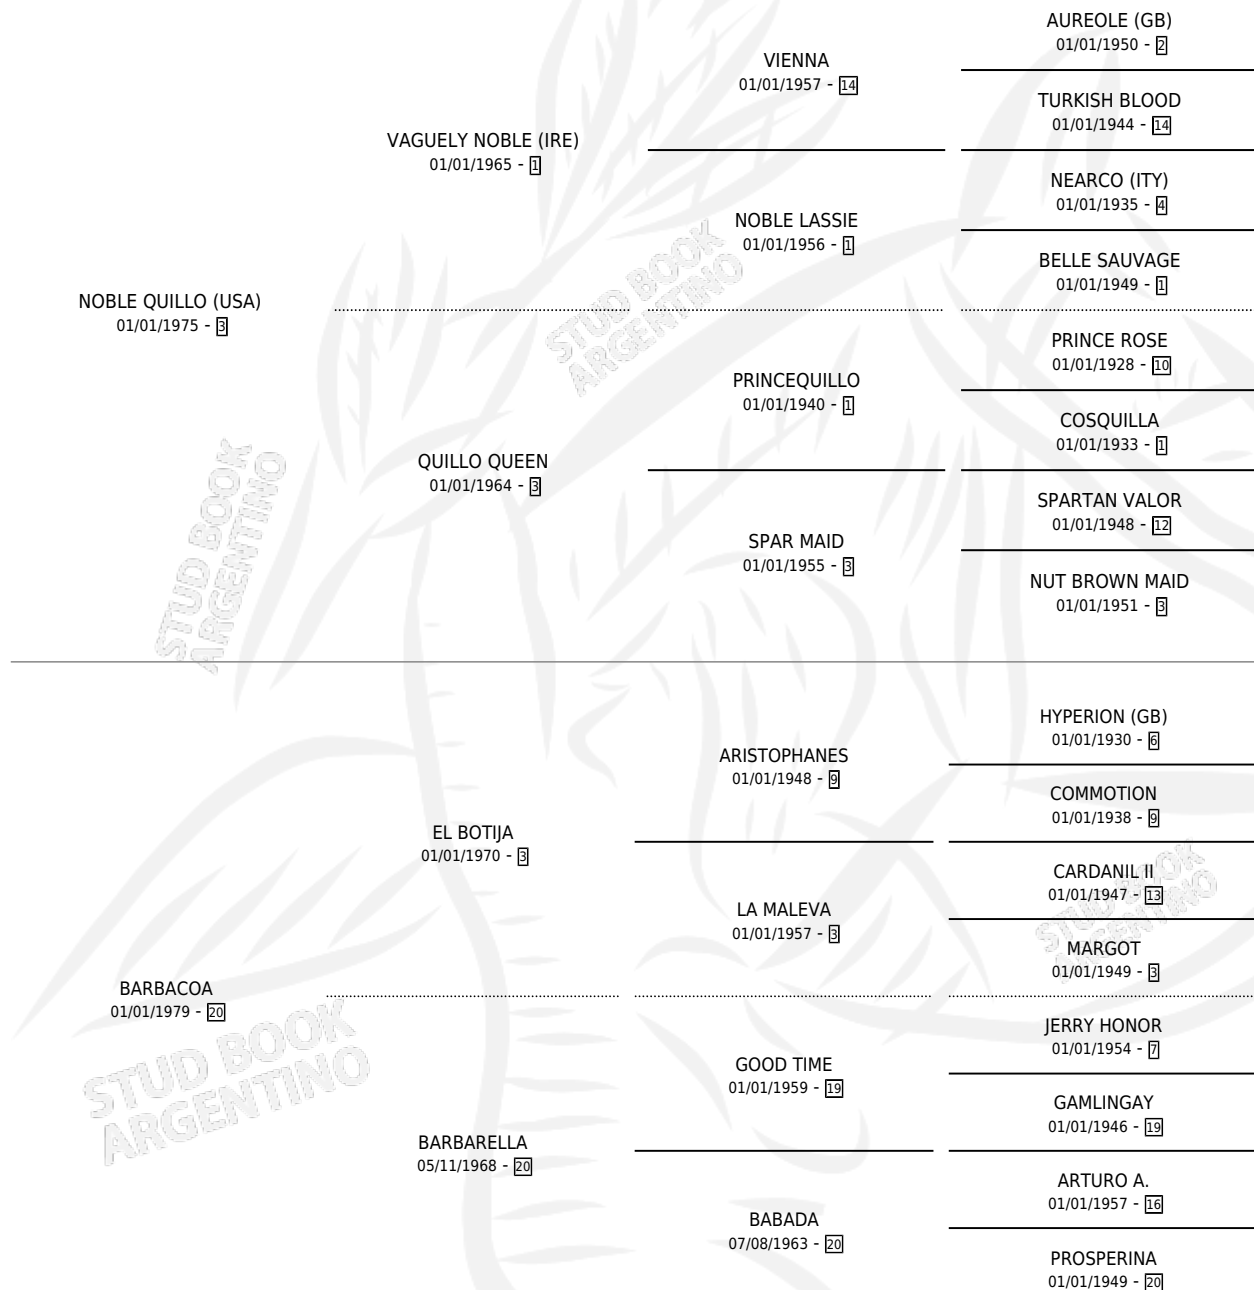 AUREOLE (GB)
01/01/1950 - 2
VIENNA
01/01/1957 - 14
TURKISH BLOOD
01/01/1944 - 14
VAGUELY NOBLE (IRE)
01/01/1965 - 1
NEARCO (ITY)
01/01/1935 - 4
NOBLE LASSIE
01/01/1956 - 1
BELLE SAUVAGE
01/01/1949 - 1
NOBLE QUILLO (USA)
01/01/1975 - 3
PRINCE ROSE
01/01/1928 - 10
PRINCEQUILLO
01/01/1940 - 1
COSQUILLA
01/01/1933 - 1
QUILLO QUEEN
01/01/1964 - 3
SPARTAN VALOR
01/01/1948 - 12
SPAR MAID
01/01/1955 - 3
NUT BROWN MAID
01/01/1951 - 3
HYPERION (GB)
01/01/1930 - 6
ARISTOPHANES
01/01/1948 - 9
COMMOTION
01/01/1938 - 9
EL BOTIJA
01/01/1970 - 3
CARDANIL II
01/01/1947 - 13
LA MALEVA
01/01/1957 - 3
MARGOT
01/01/1949 - 3
BARBACOA
01/01/1979 - 20
JERRY HONOR
01/01/1954 - 7
GOOD TIME
01/01/1959 - 19
GAMLINGAY
01/01/1946 - 19
BARBARELLA
05/11/1968 - 20
ARTURO A.
01/01/1957 - 16
BABADA
07/08/1963 - 20
PROSPERINA
01/01/1949 - 20
STUD BOOK
ARGENTINO
STUD BOOK
ARGENTINO
STUD BOOK
ARGENTINO
STUD BOOK
ARGENTINO